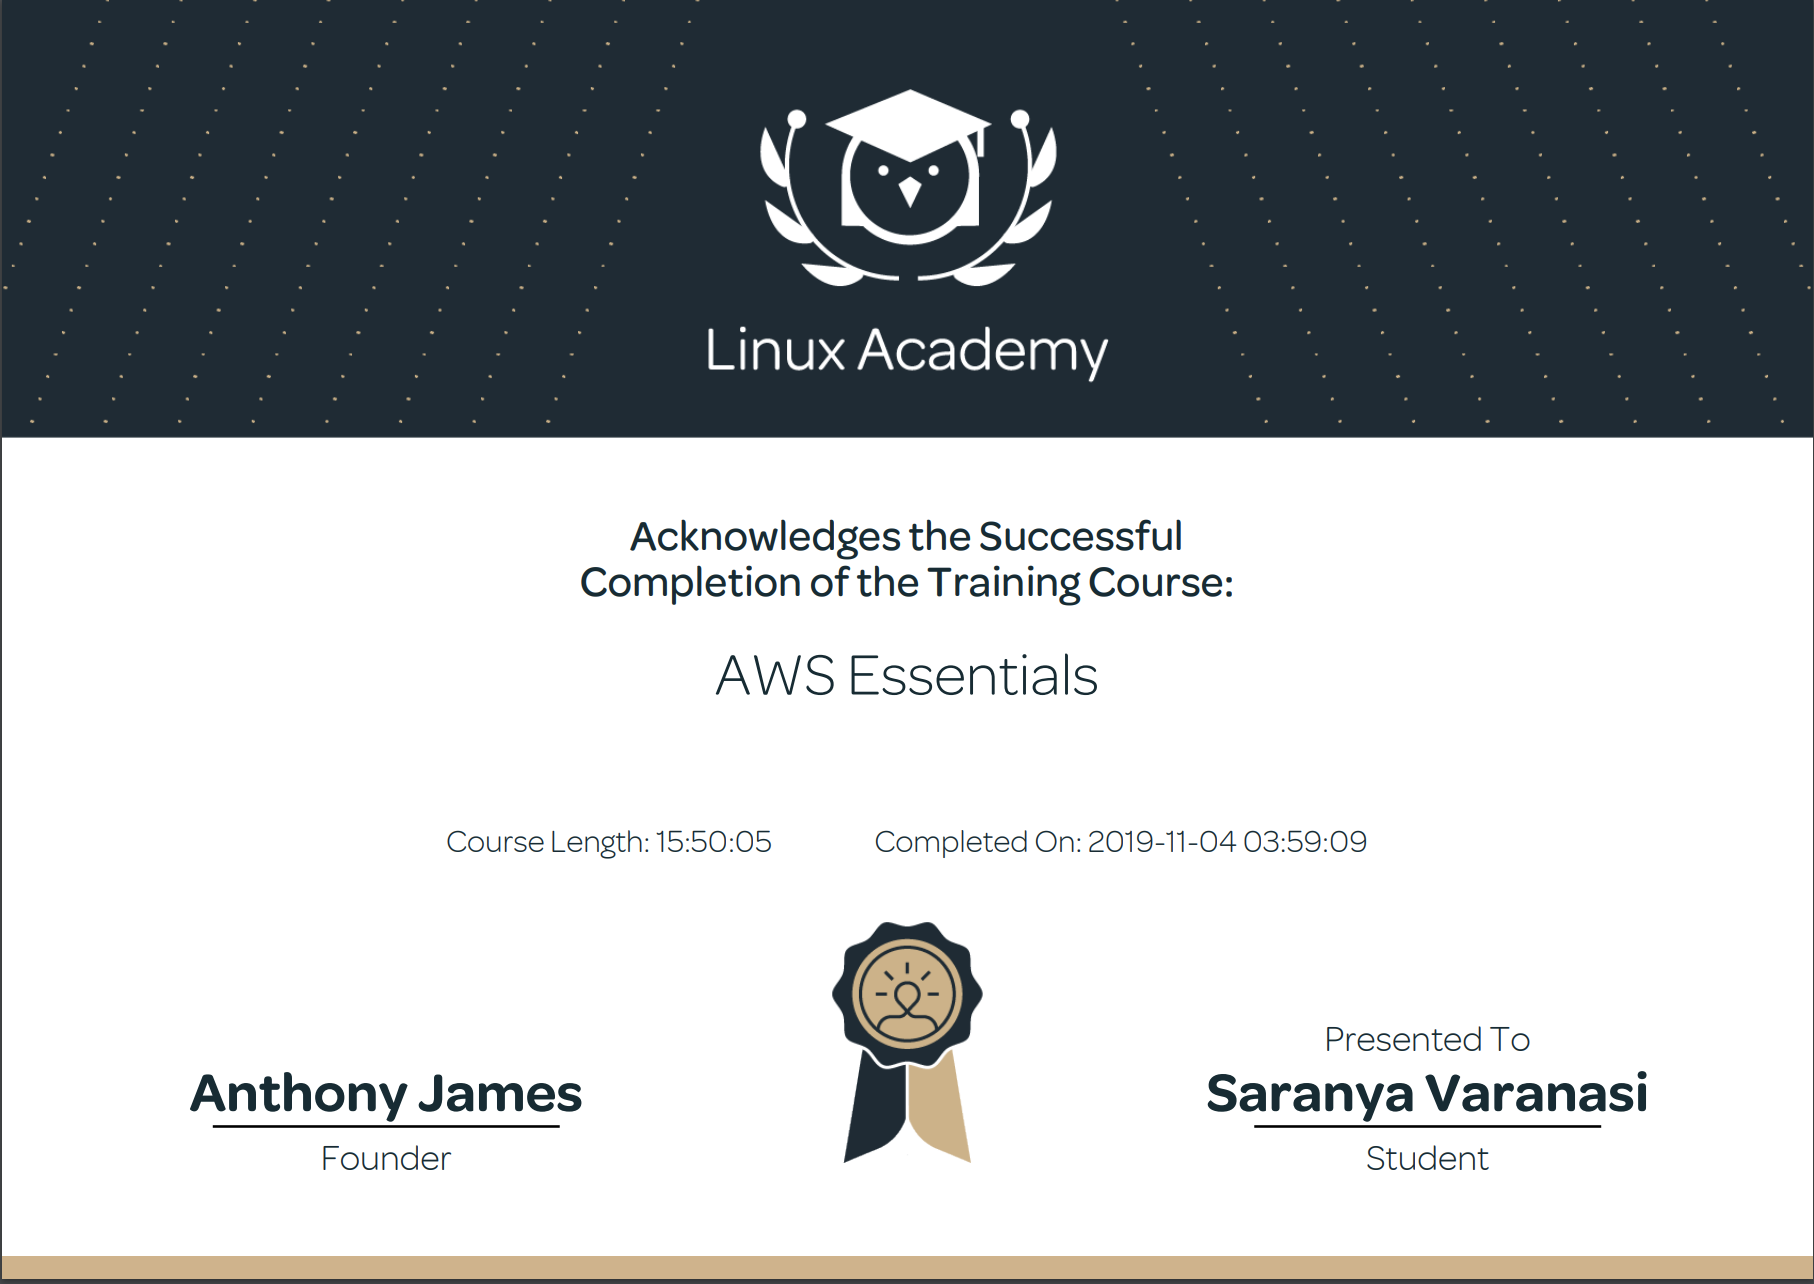 Linux Academy
Acknowledges the Successful
Completion of the Training Course:
AWS Essentials
Course Length: 15:50:05
Completed On: 2019-11-04 03:59:09
Anthony James
Founder
Presented To
Saranya Varanasi
Student